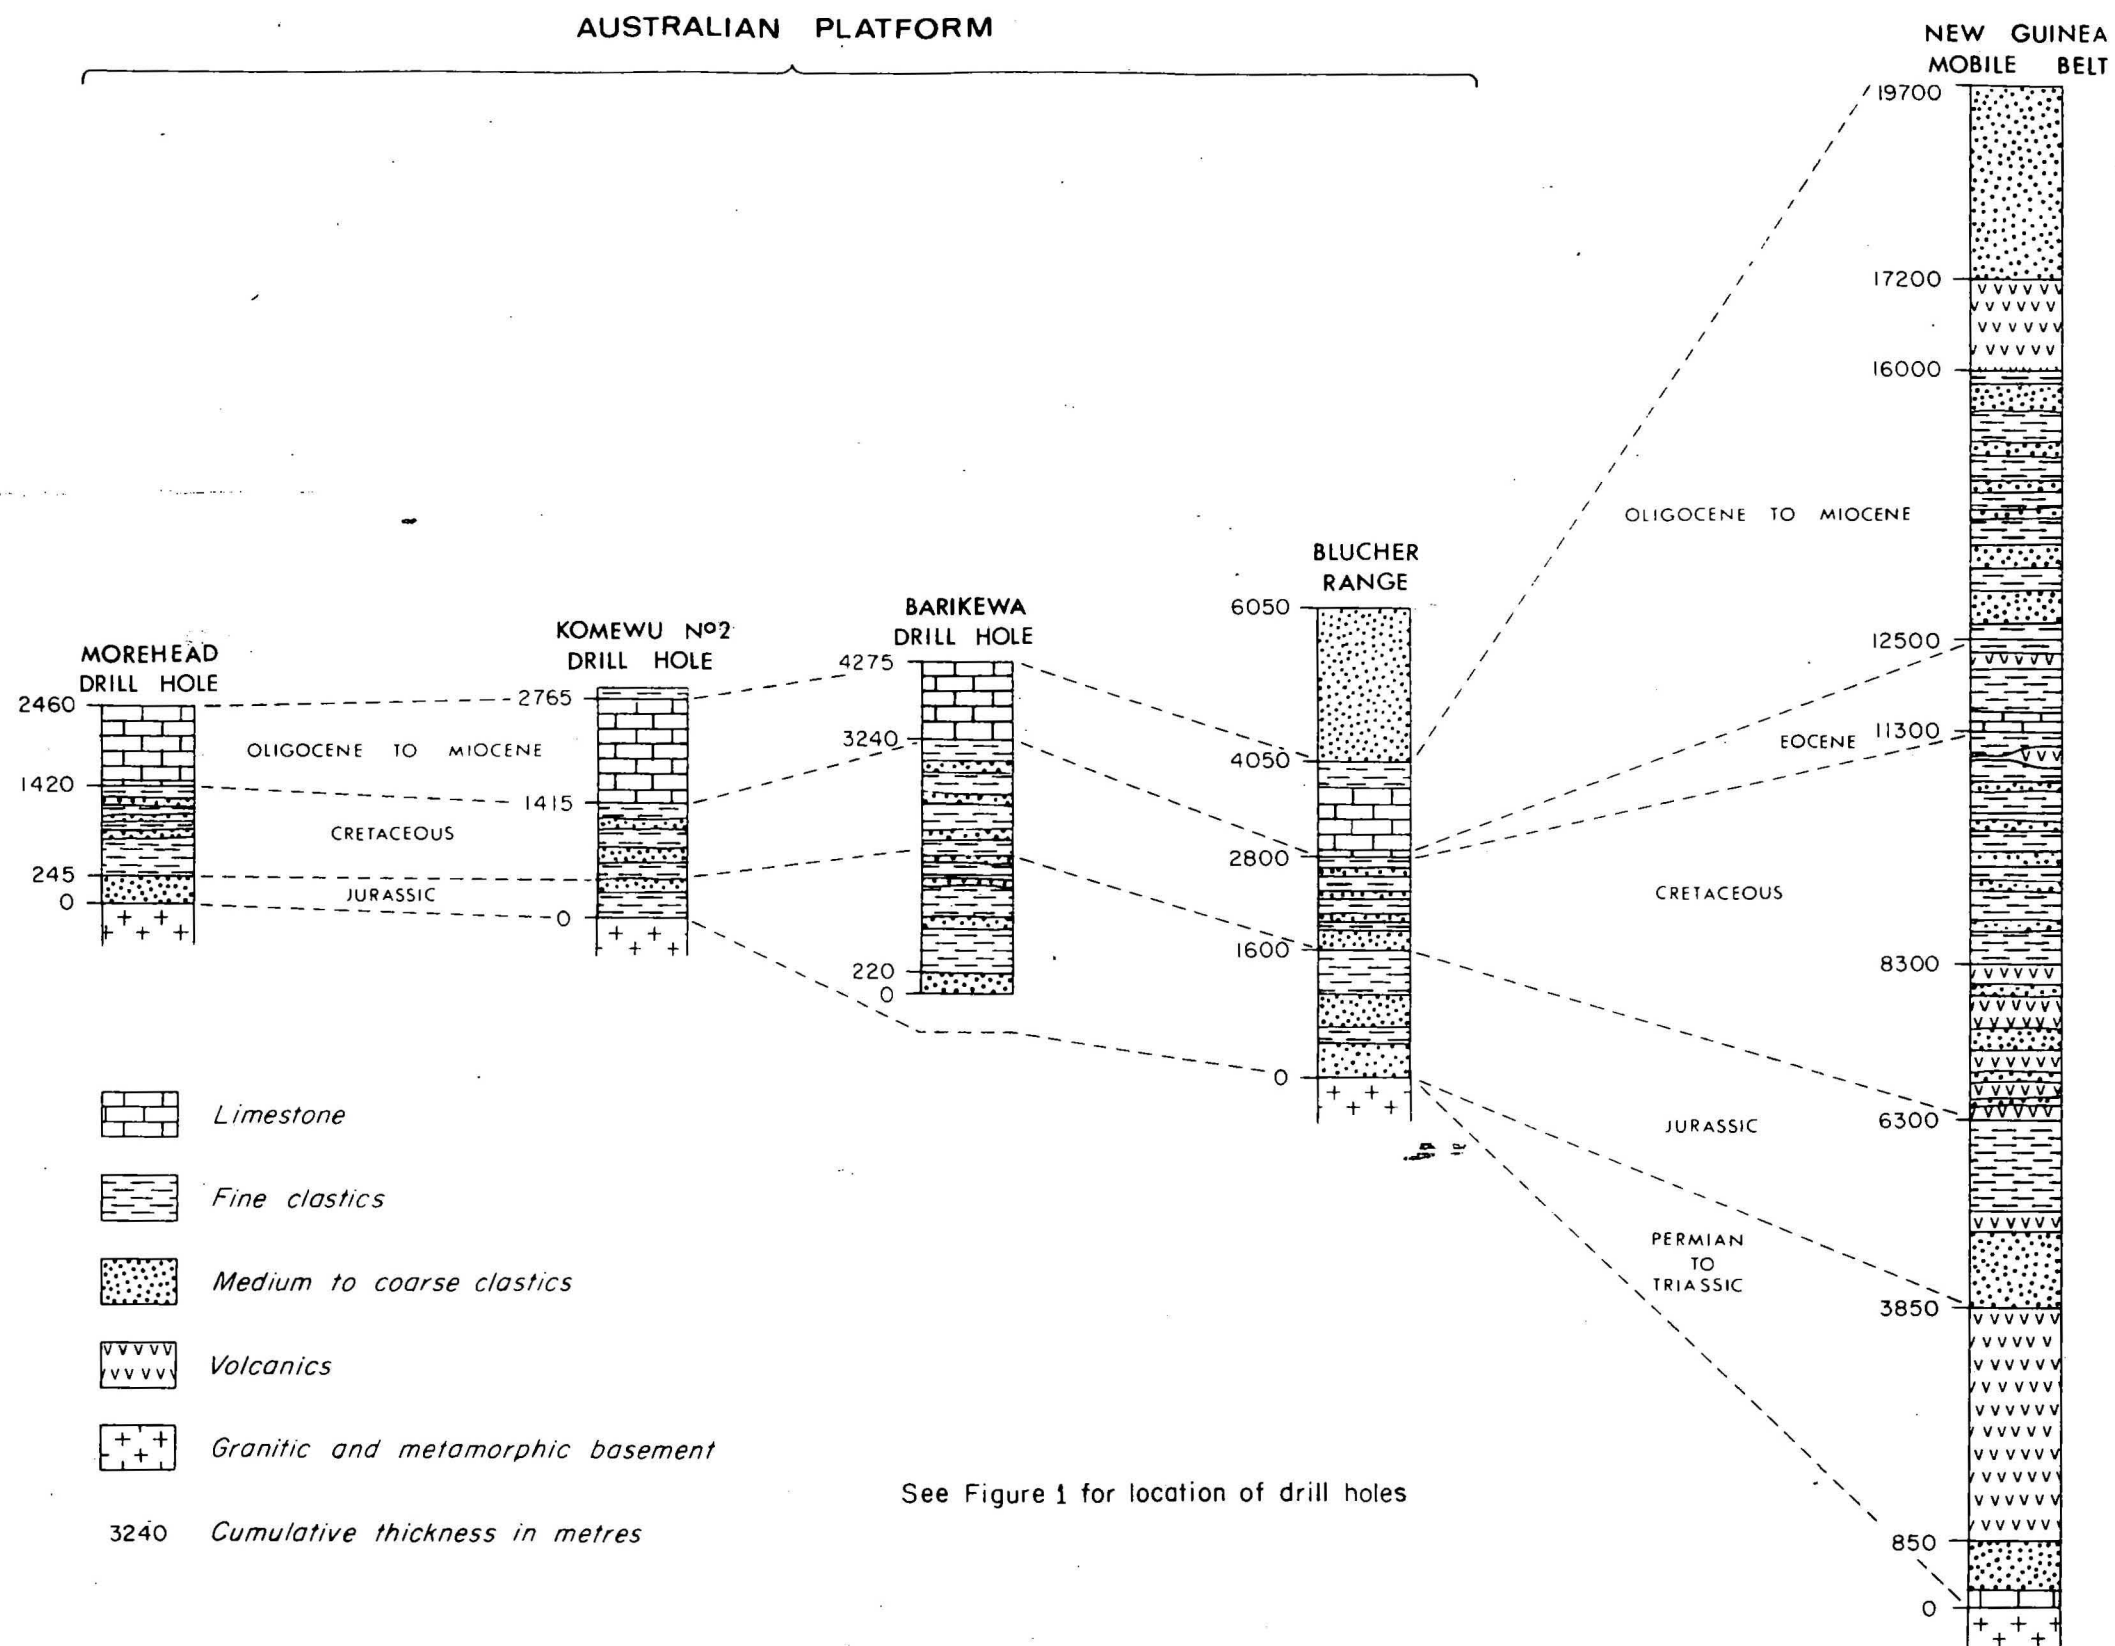 AUSTRALIAN PLATFORM
NEW GUINEA
MOBILE BELT
19700
17200
16000
OLIGOCENE TO MIOCENE
12500
EOCENE
11300
CRETACEOUS
8300
6300
JURASSIC
PERMIAN
TO
TRIASSIC
3850
850
0
BLUCHER
RANGE
6050
4050
2800
1600
0
BARIKEWA
DRILL HOLE
4275
3240
220
0
KOMEWU Nº2
DRILL HOLE
2765
1415
0
MOREHEAD
DRILL HOLE
2460
1420
245
0
OLIGOCENE TO MIOCENE
CRETACEOUS
JURASSIC
Limestone
Fine clastics
Medium to coarse clastics
Volcanics
Granitic and metamorphic basement
3240 Cumulative thickness in metres
See Figure 1 for location of drill holes